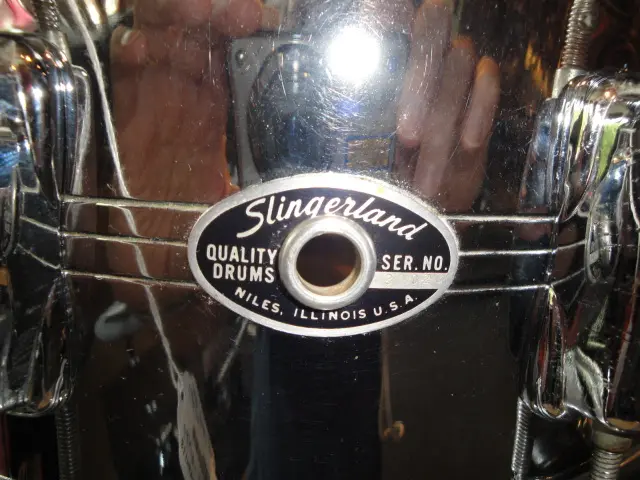 Slingerland
QUALITY
DRUMS
SER. NO.
NILES, ILLINOIS U.S.A.